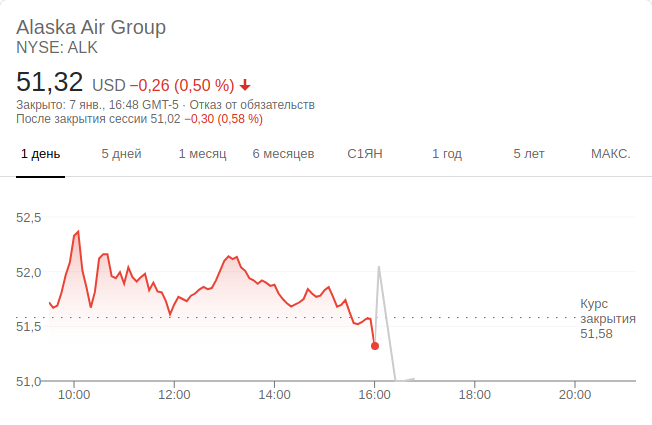 Alaska Air Group
NYSE: ALK
51,32 USD −0,26 (0,50 %)
Закрыто: 7 янв., 16:48 GMT-5 · Отказ от обязательств
После закрытия сессии 51,02 −0,30 (0,58 %)
1 день 5 дней 1 месяц 6 месяцев С1ЯН 1 год 5 лет МАКС.
52,5
52,0
51,5
51,0
Курс
закрытия
51,58
10:00 12:00 14:00 16:00 18:00 20:00